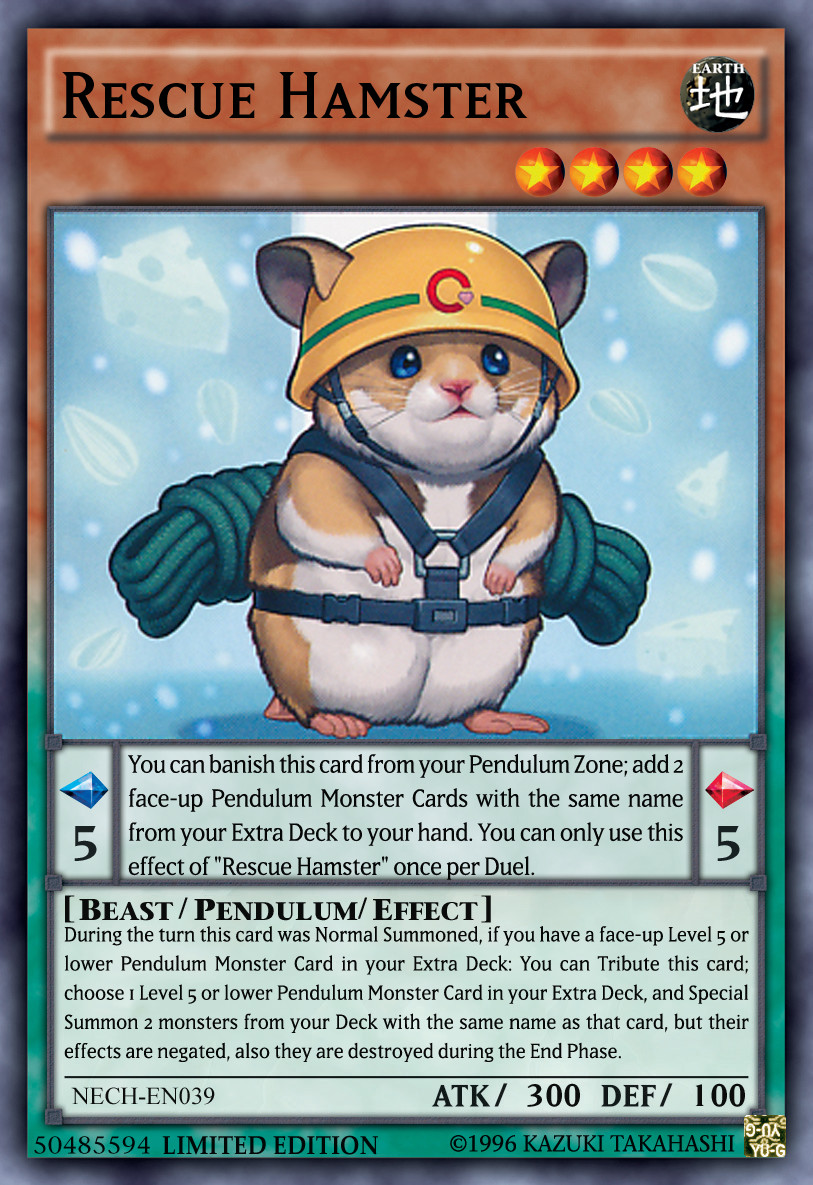 RESCUE HAMSTER
EARTH
地
C
You can banish this card from your Pendulum Zone; add 2
face-up Pendulum Monster Cards with the same name
from your Extra Deck to your hand. You can only use this
effect of "Rescue Hamster" once per Duel.
5
5
[ BEAST / PENDULUM/ EFFECT ]
During the turn this card was Normal Summoned, if you have a face-up Level 5 or
lower Pendulum Monster Card in your Extra Deck: You can Tribute this card;
choose 1 Level 5 or lower Pendulum Monster Card in your Extra Deck, and Special
Summon 2 monsters from your Deck with the same name as that card, but their
effects are negated, also they are destroyed during the End Phase.
NECH-EN039
ATK/ 300 DEF/ 100
50485594 LIMITED EDITION
©1996 KAZUKI TAKAHASHI